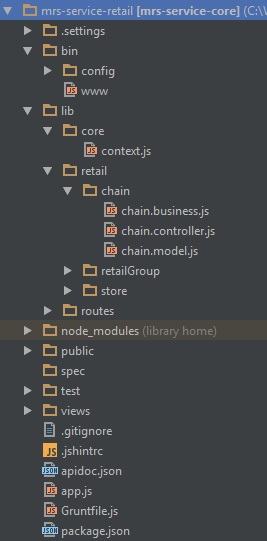 mrs-service-retail [mrs-service-core] (C:\
.settings
bin
config
www
lib
core
context.js
retail
chain
chain.business.js
chain.controller.js
chain.model.js
retailGroup
store
routes
node_modules (library home)
public
spec
test
views
.gitignore
.jshintrc
apidoc.json
app.js
Gruntfile.js
package.json